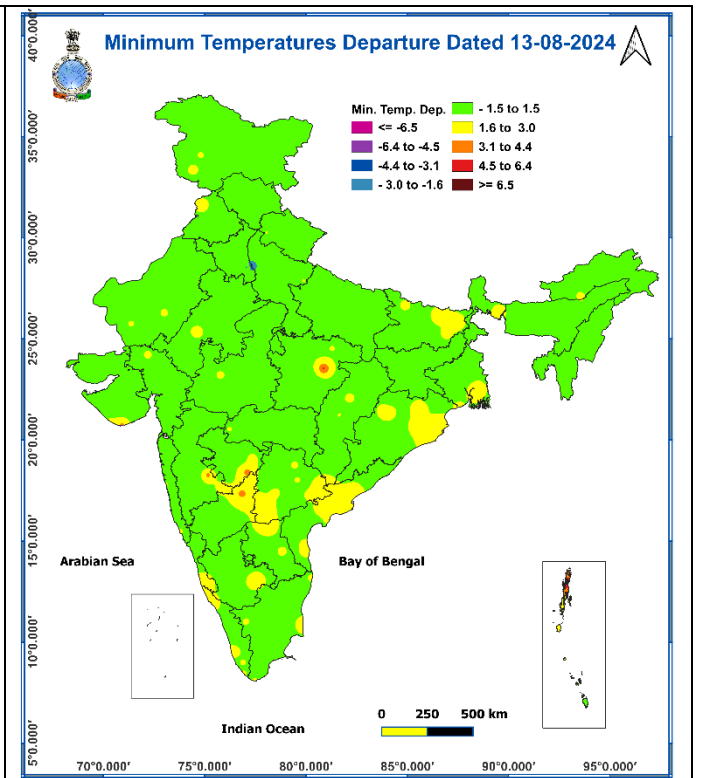 Minimum Temperatures Departure Dated 13-08-2024
Min. Temp. Dep.
<= -6.5
-6.4 to -4.5
-4.4 to -3.1
- 3.0 to -1.6
- 1.5 to 1.5
1.6 to 3.0
3.1 to 4.4
4.5 to 6.4
>= 6.5
40°0.000'
35°0.000'
30°0.000'
25°0.000'
20°0.000'
15°0.000'
10°0.000'
5°0.000'
Arabian Sea
Bay of Bengal
Indian Ocean
0 250 500 km
70°0.000' 75°0.000' 80°0.000' 85°0.000' 90°0.000' 95°0.000'